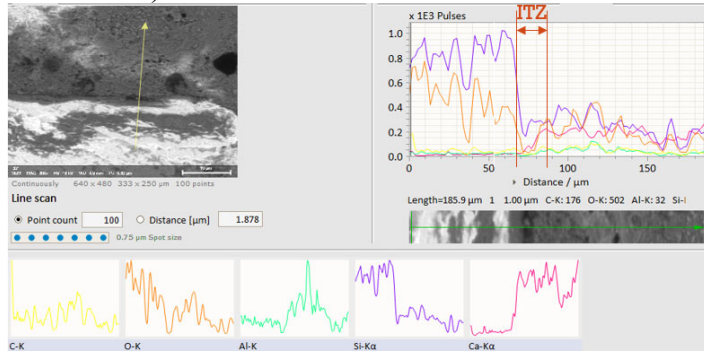 ITZ
x 1E3 Pulses
1.0
0.8
0.6
0.4
0.2
0.0
0 50 100 150
Distance / µm
Continuously 640 x 480 333 x 250 µm 100 points
Line scan
Point count 100 Distance [µm] 1.878
0.75 µm Spot size
Length=185.9 µm 1 1.00 µm C-K: 176 O-K: 502 Al-K: 32 Si-
C-K O-K Al-K Si-Kα Ca-Kα